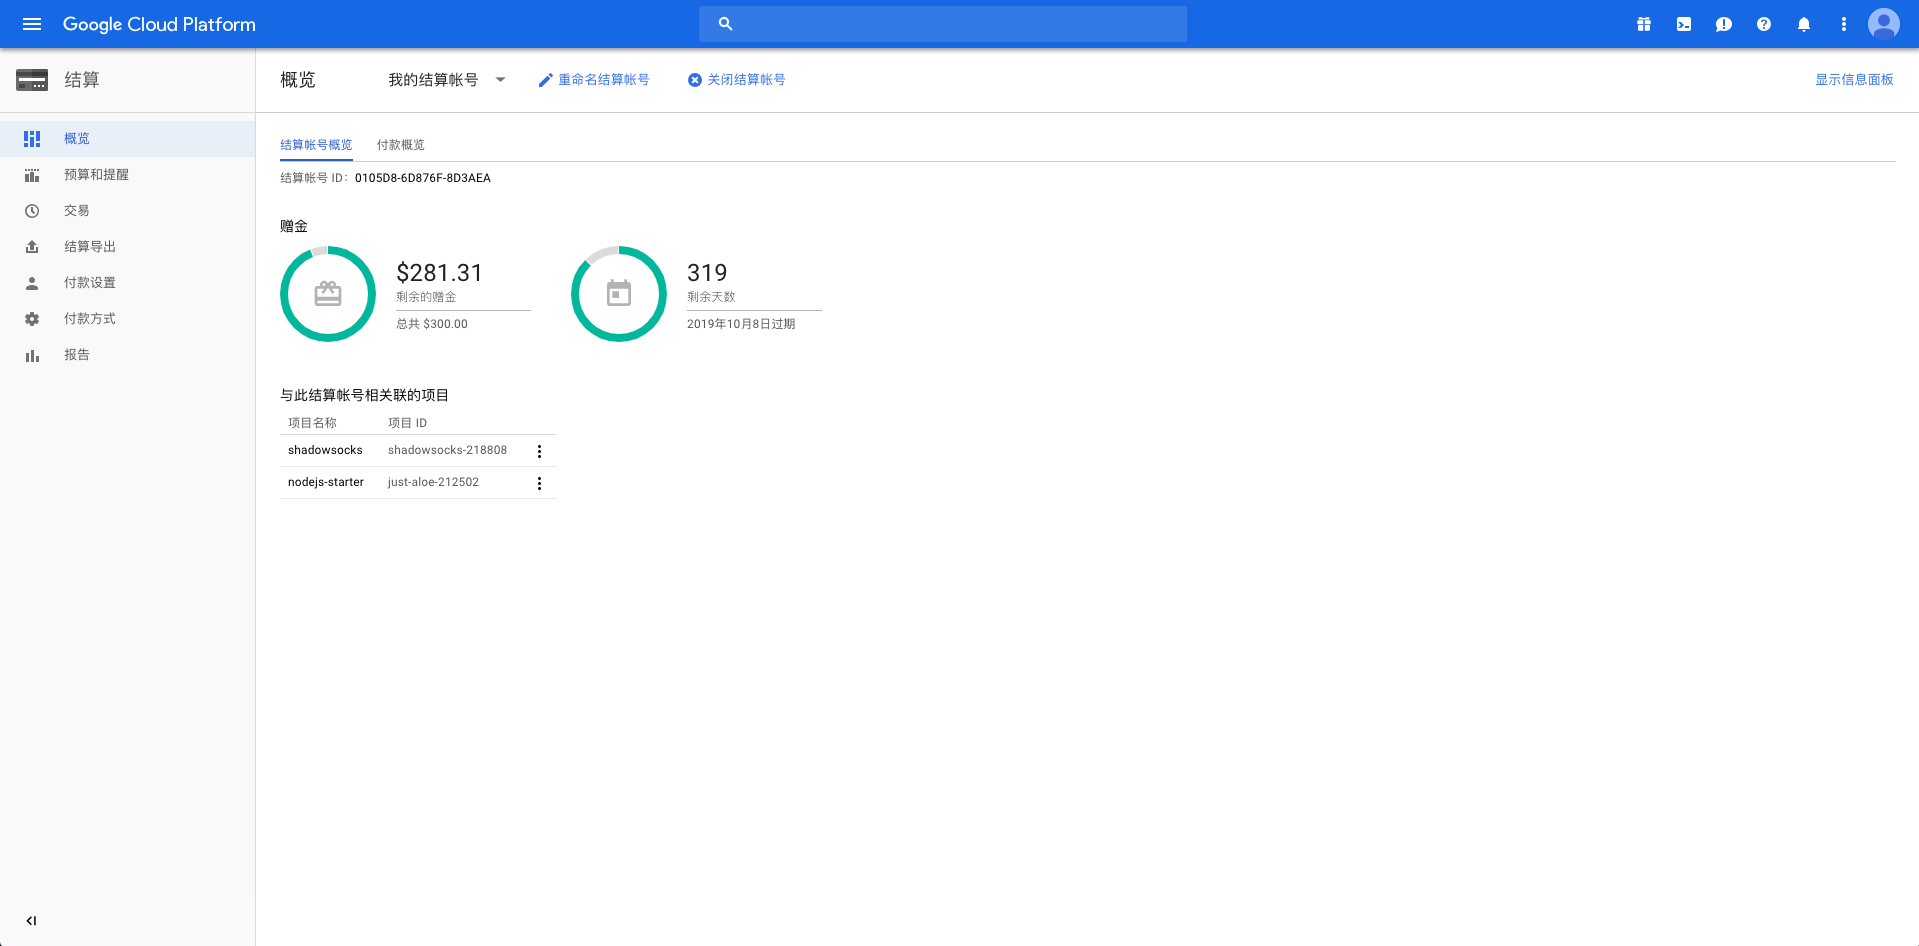 Google Cloud Platform
结算
概览
我的结算帐号
重命名结算帐号
关闭结算帐号
显示信息面板
概览
预算和提醒
交易
结算导出
付款设置
付款方式
报告
结算帐号概览
付款概览
结算帐号 ID： 0105D8-6D876F-8D3AEA
赠金
$281.31
剩余的赠金
总共 $300.00
319
剩余天数
2019年10月8日过期
与此结算帐号相关联的项目
项目名称 项目 ID
shadowsocks shadowsocks-218808
nodejs-starter just-aloe-212502